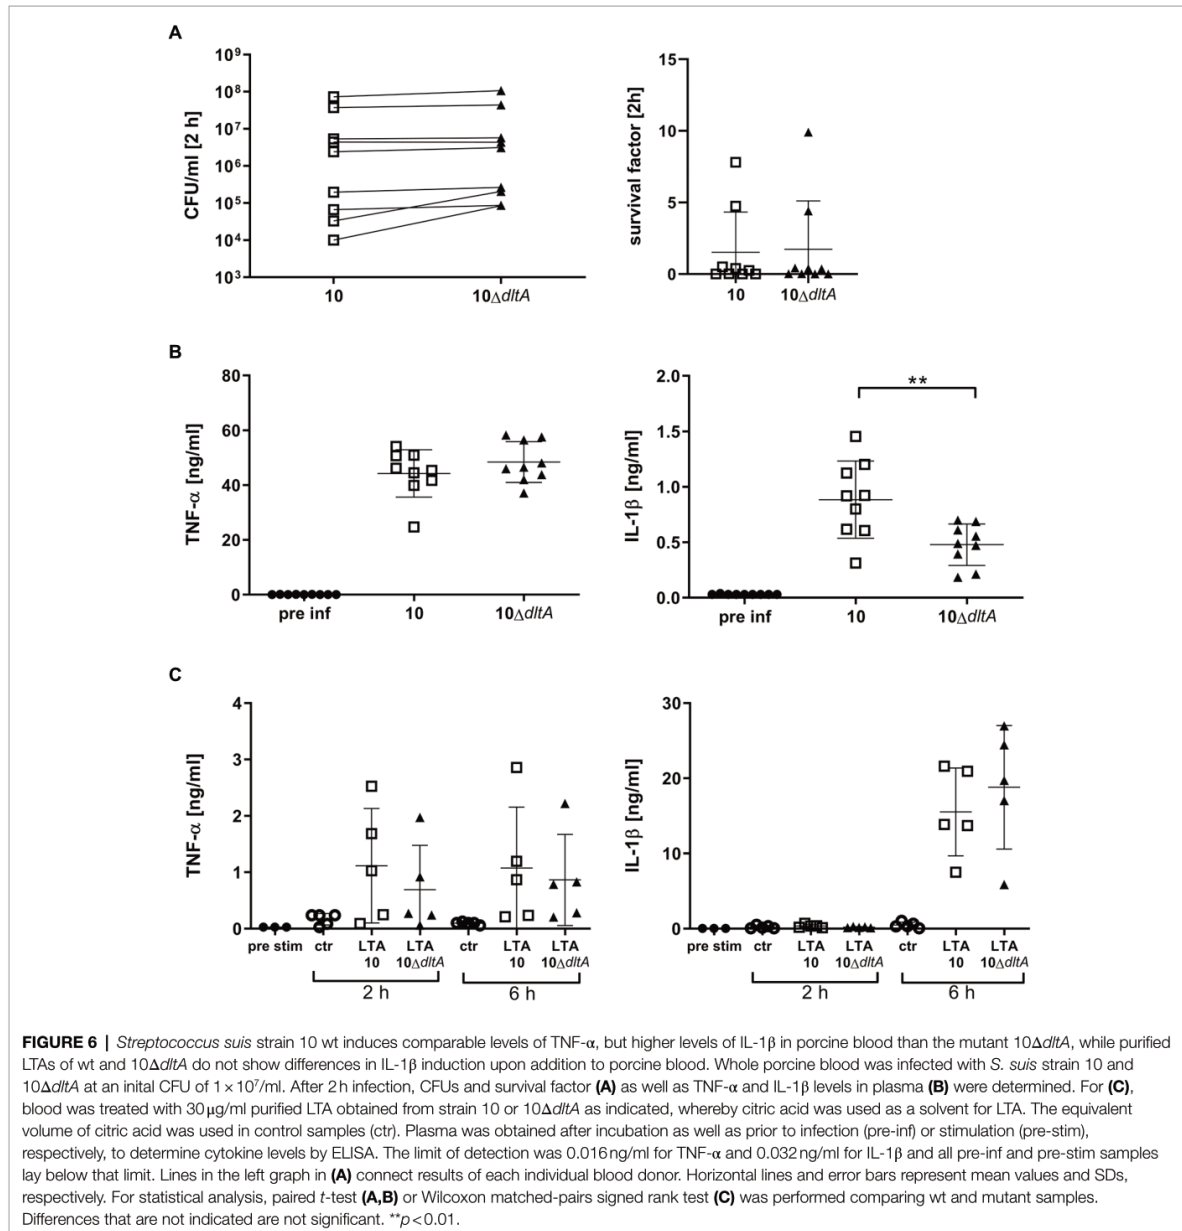 A
10⁹
10⁸
10⁷
10⁶
10⁵
10⁴
10³
CFU/ml [2 h]
10
10ΔdltA
15
10
5
0
survival factor [2h]
10
10ΔdltA
B
80
60
40
20
0
TNF-α [ng/ml]
pre inf
10
10ΔdltA
2.0
1.5
1.0
0.5
0.0
IL-1β [ng/ml]
**
pre inf
10
10ΔdltA
C
4
3
2
1
0
TNF-α [ng/ml]
pre stim ctr LTA LTA ctr LTA LTA
10 10ΔdltA 10 10ΔdltA
2 h 6 h
30
20
10
0
IL-1β [ng/ml]
pre stim ctr LTA LTA ctr LTA LTA
10 10ΔdltA 10 10ΔdltA
2 h 6 h
FIGURE 6 | Streptococcus suis strain 10 wt induces comparable levels of TNF-α, but higher levels of IL-1β in porcine blood than the mutant 10ΔdltA, while purified
LTAs of wt and 10ΔdltA do not show differences in IL-1β induction upon addition to porcine blood. Whole porcine blood was infected with S. suis strain 10 and
10ΔdltA at an inital CFU of 1 × 10⁷/ml. After 2 h infection, CFUs and survival factor (A) as well as TNF-α and IL-1β levels in plasma (B) were determined. For (C),
blood was treated with 30 μg/ml purified LTA obtained from strain 10 or 10ΔdltA as indicated, whereby citric acid was used as a solvent for LTA. The equivalent
volume of citric acid was used in control samples (ctr). Plasma was obtained after incubation as well as prior to infection (pre-inf) or stimulation (pre-stim),
respectively, to determine cytokine levels by ELISA. The limit of detection was 0.016 ng/ml for TNF-α and 0.032 ng/ml for IL-1β and all pre-inf and pre-stim samples
lay below that limit. Lines in the left graph in (A) connect results of each individual blood donor. Horizontal lines and error bars represent mean values and SDs,
respectively. For statistical analysis, paired t-test (A,B) or Wilcoxon matched-pairs signed rank test (C) was performed comparing wt and mutant samples.
Differences that are not indicated are not significant. **p < 0.01.